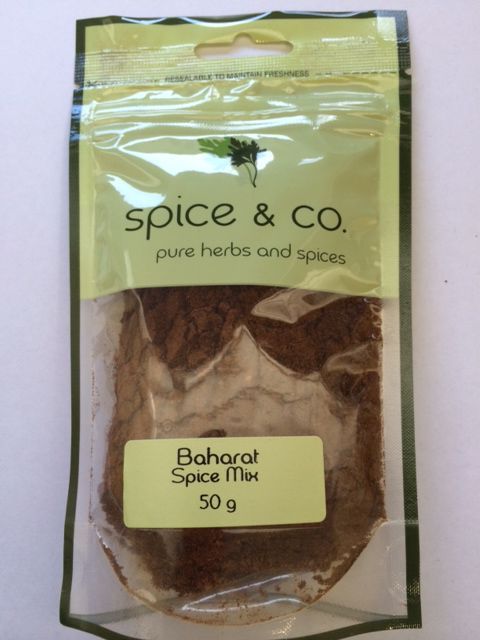 RESEALABLE TO MAINTAIN FRESHNESS
spice & co.
pure herbs and spices
Baharat
Spice Mix
50 g